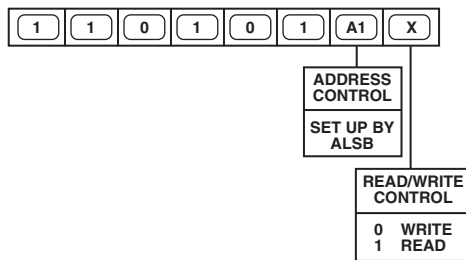 1 1 0 1 0 1 A1 X
ADDRESS
CONTROL
SET UP BY
ALSB
READ/WRITE
CONTROL
0 WRITE
1 READ